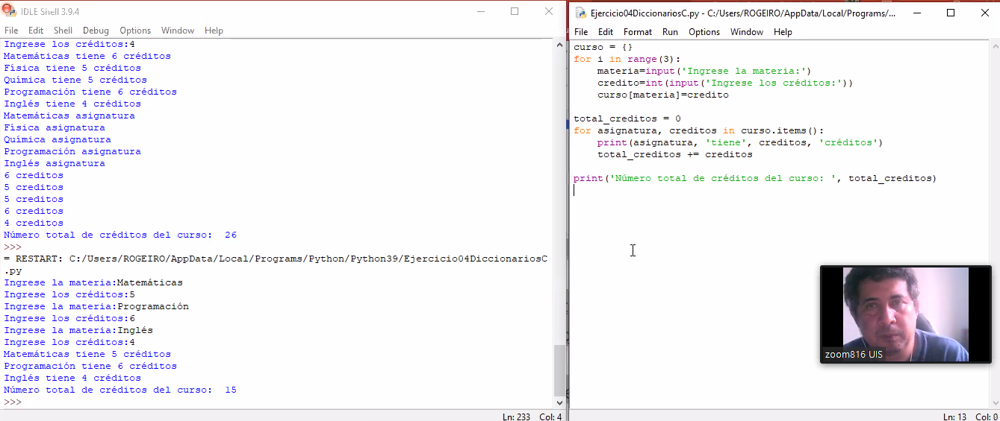 IDLE Shell 3.9.4
File Edit Shell Debug Options Window Help
Ingrese los créditos:4
Matemáticas tiene 6 créditos
Física tiene 5 créditos
Química tiene 5 créditos
Programación tiene 6 créditos
Inglés tiene 4 créditos
Matemáticas asignatura
Física asignatura
Química asignatura
Programación asignatura
Inglés asignatura
6 creditos
5 creditos
5 creditos
6 creditos
4 creditos
Número total de créditos del curso:  26
>>>
= RESTART: C:/Users/ROGEIRO/AppData/Local/Programs/Python/Python39/Ejercicio04DiccionariosC
.py
Ingrese la materia:Matemáticas
Ingrese los créditos:5
Ingrese la materia:Programación
Ingrese los créditos:6
Ingrese la materia:Inglés
Ingrese los créditos:4
Matemáticas tiene 5 créditos
Programación tiene 6 créditos
Inglés tiene 4 créditos
Número total de créditos del curso:  15
>>>
Ln: 233 Col: 4
Ejercicio04DiccionariosC.py - C:/Users/ROGEIRO/AppData/Local/Programs/...
File Edit Format Run Options Window Help
curso = {}
for i in range(3):
    materia=input('Ingrese la materia:')
    credito=int(input('Ingrese los créditos:'))
    curso[materia]=credito
total_creditos = 0
for asignatura, creditos in curso.items():
    print(asignatura, 'tiene', creditos, 'créditos')
    total_creditos += creditos
print('Número total de créditos del curso: ', total_creditos)
zoom816 UIS
Ln: 13 Col: 0